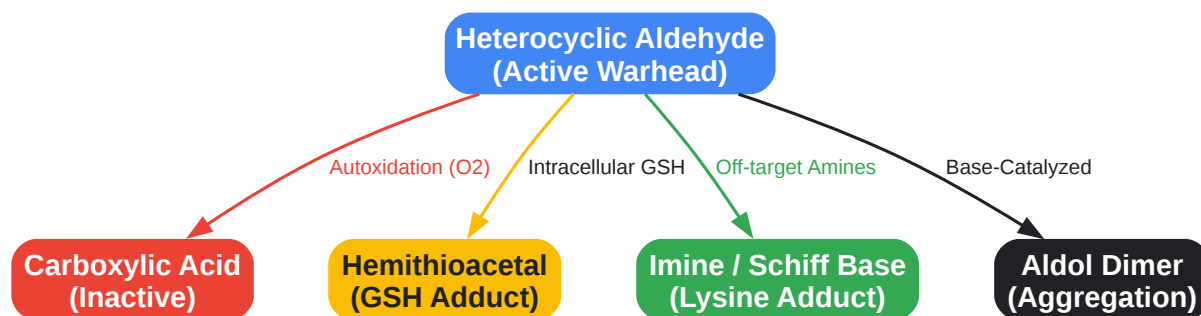 Heterocyclic Aldehyde
(Active Warhead)
Autoxidation (O2)
Intracellular GSH
Off-target Amines
Base-Catalyzed
Carboxylic Acid
(Inactive)
Hemithioacetal
(GSH Adduct)
Imine / Schiff Base
(Lysine Adduct)
Aldol Dimer
(Aggregation)